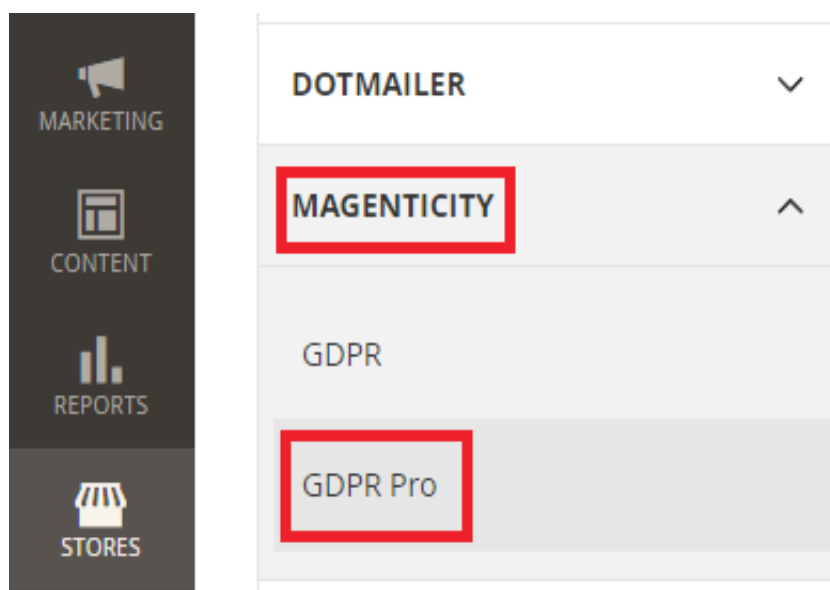 MARKETING
CONTENT
REPORTS
STORES
DOTMAILER
MAGENTICITY
GDPR
GDPR Pro